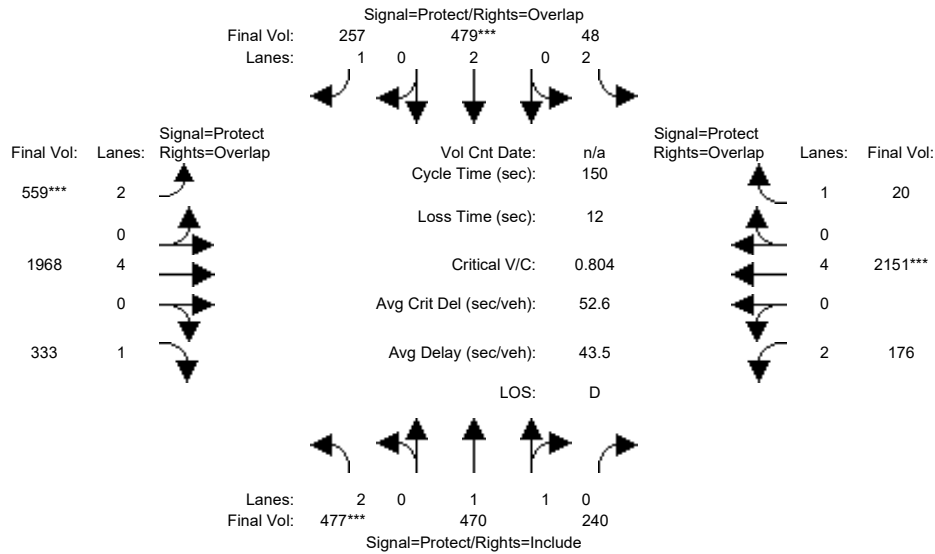 Signal=Protect/Rights=Overlap
Final Vol: 257 479*** 48
Lanes: 1 0 2 0 2
Signal=Protect Signal=Protect
Final Vol: Lanes: Rights=Overlap Vol Cnt Date: n/a Rights=Overlap Lanes: Final Vol:
Cycle Time (sec): 150
559*** 2 1 20
Loss Time (sec): 12
0 0
1968 4 Critical V/C: 0.804 4 2151***
0 Avg Crit Del (sec/veh): 52.6 0
333 1 Avg Delay (sec/veh): 43.5 2 176
LOS: D
Lanes: 2 0 1 1 0
Final Vol: 477*** 470 240
Signal=Protect/Rights=Include